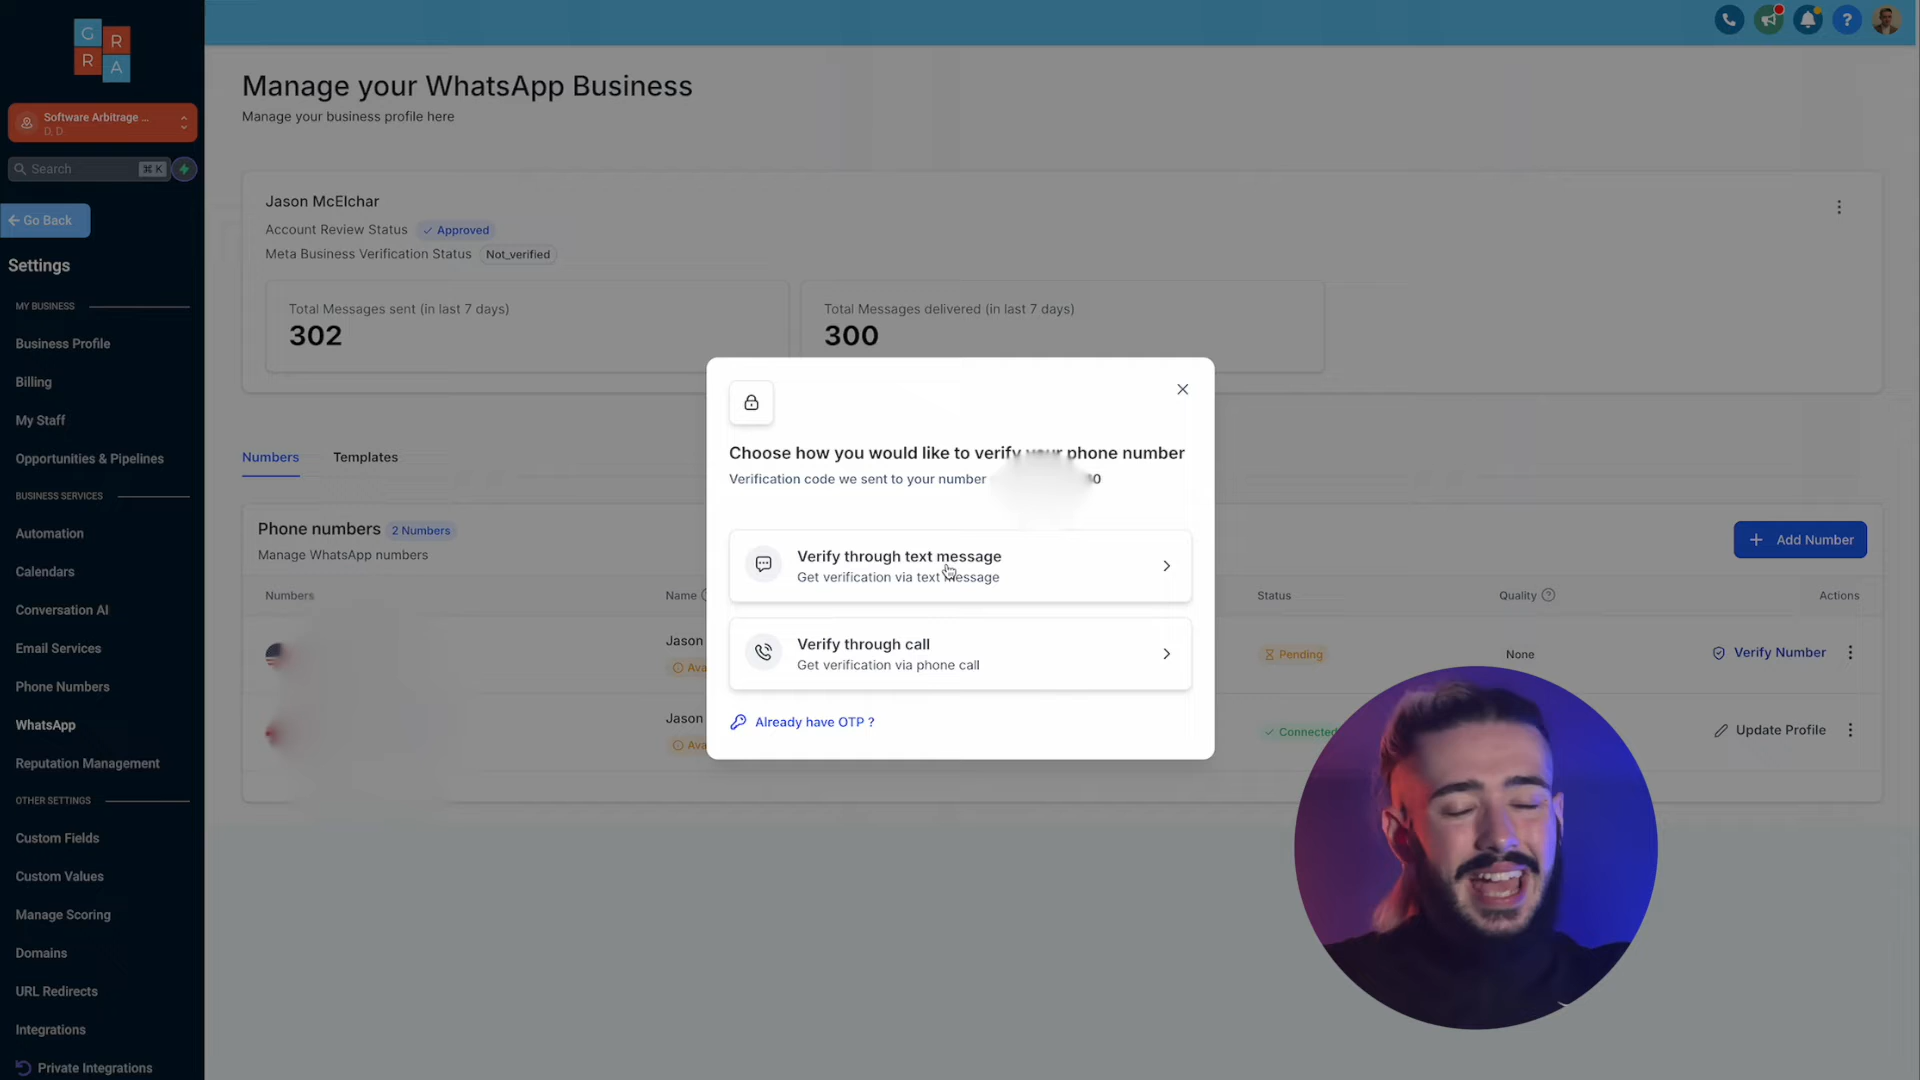 G
R
R
A
Software Arbitrage ...
D, D
Search
⌘ K
Go Back
Settings
MY BUSINESS
Business Profile
Billing
My Staff
Opportunities & Pipelines
BUSINESS SERVICES
Automation
Calendars
Conversation AI
Email Services
Phone Numbers
WhatsApp
Reputation Management
OTHER SETTINGS
Custom Fields
Custom Values
Manage Scoring
Domains
URL Redirects
Integrations
Private Integrations
Manage your WhatsApp Business
Manage your business profile here
Jason McElchar
Account Review Status Approved
Meta Business Verification Status Not_verified
Total Messages sent (in last 7 days)
302
Total Messages delivered (in last 7 days)
300
Numbers Templates
Phone numbers 2 Numbers
Manage WhatsApp numbers
+ Add Number
Numbers Name Status Quality ? Actions
Jason
Ava
Pending None Verify Number
Jason
Ava
Connected Update Profile
Choose how you would like to verify your phone number
Verification code we sent to your number 0
Verify through text message
Get verification via text message
Verify through call
Get verification via phone call
Already have OTP ?